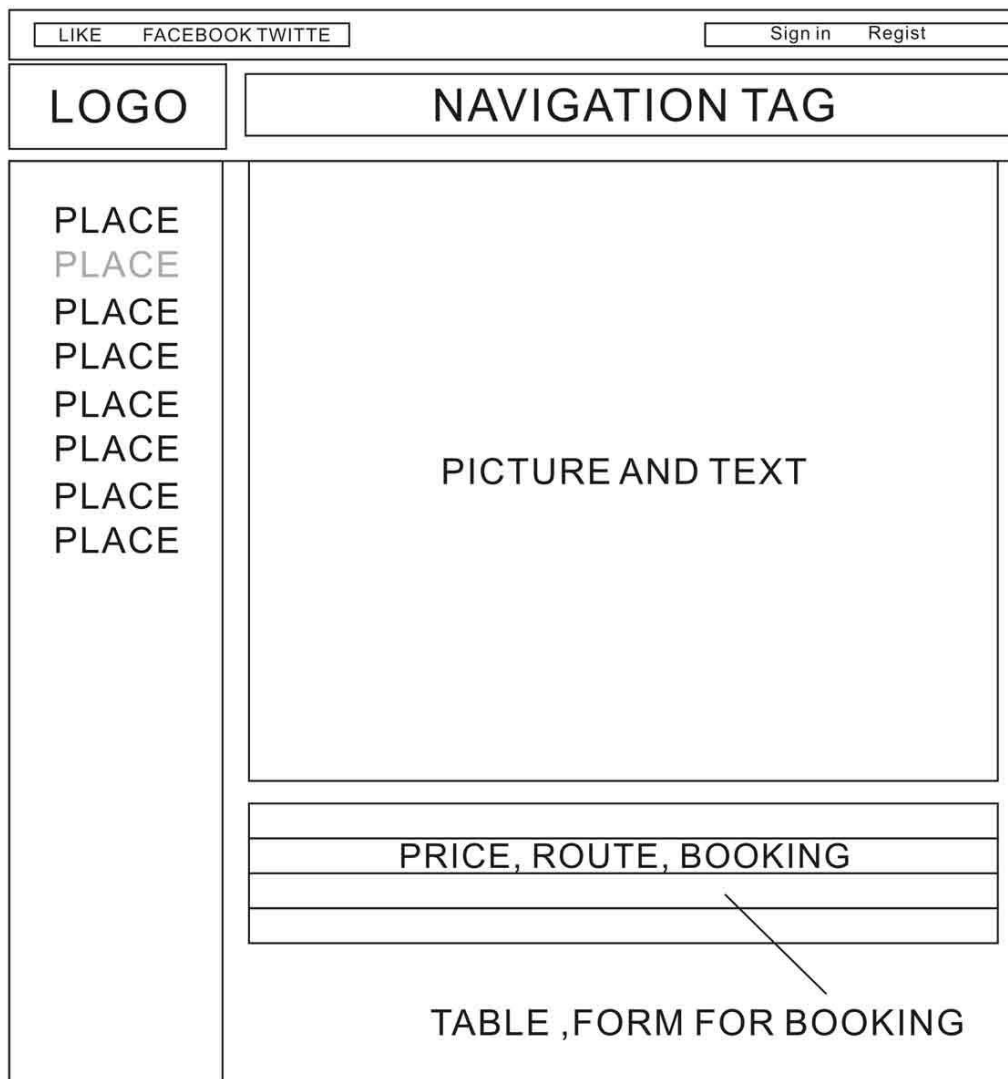 LIKE FACEBOOK TWITTE Sign in Regist
LOGO NAVIGATION TAG
PLACE
PLACE
PLACE
PLACE
PLACE
PLACE
PLACE
PLACE
PICTURE AND TEXT
PRICE, ROUTE, BOOKING
TABLE ,FORM FOR BOOKING